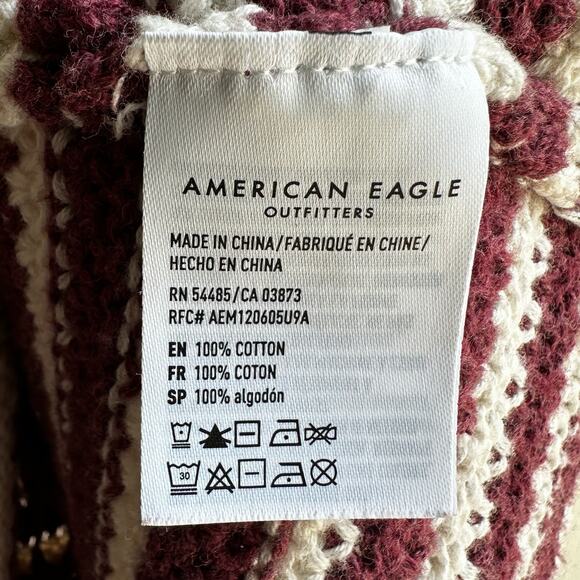 AMERICAN EAGLE
OUTFITTERS
MADE IN CHINA/FABRIQUÉ EN CHINE/
HECHO EN CHINA
RN 54485/CA 03873
RFC# AEM120605U9A
EN 100% COTTON
FR 100% COTON
SP 100% algodón
30